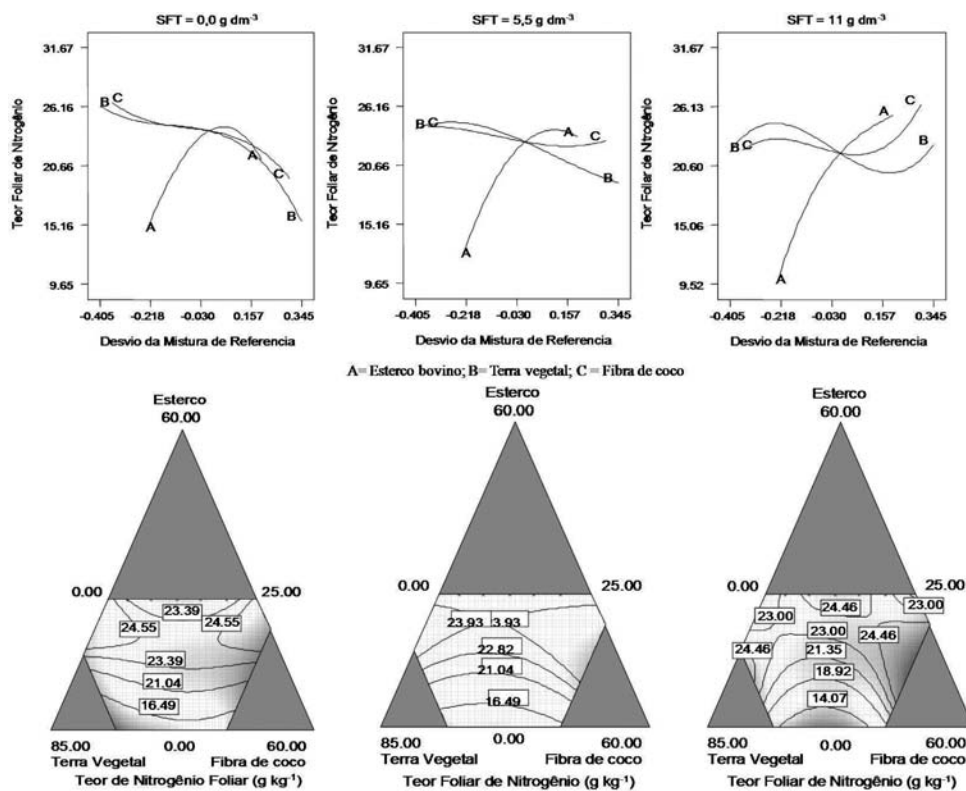 SFT = 0,0 g dm-3
SFT = 5,5 g dm-3
SFT = 11 g dm-3
Teor Foliar de Nitrogênio
31.67
26.16
20.66
15.16
9.65
B C
A
A
C
B
-0.405 -0.218 -0.030 0.157 0.345
Desvio da Mistura de Referencia
Teor Foliar de Nitrogênio
31.67
26.16
20.66
15.16
9.65
B C
A
A
C
B
-0.405 -0.218 -0.030 0.157 0.345
Desvio da Mistura de Referencia
Teor Foliar de Nitrogênio
31.67
26.13
20.60
15.06
9.52
B C
A
A
C
B
-0.405 -0.218 -0.030 0.157 0.345
Desvio da Mistura de Referencia
A= Esterco bovino; B= Terra vegetal; C = Fibra de coco
Esterco
60.00
0.00 25.00
23.39
24.55 24.55
23.39
21.04
16.49
85.00 0.00 60.00
Terra Vegetal Fibra de coco
Teor de Nitrogênio Foliar (g kg-1)
Esterco
60.00
0.00 25.00
23.93 3.93
22.82
21.04
16.49
85.00 0.00 60.00
Terra Vegetal Fibra de coco
Teor Foliar de Nitrogênio (g kg-1)
Esterco
60.00
0.00 25.00
23.00 24.46 23.00
24.46 23.00 24.46
21.35
18.92
14.07
85.00 0.00 60.00
Terra Vegetal Fibra de coco
Teor Foliar de Nitrogênio (g kg-1)